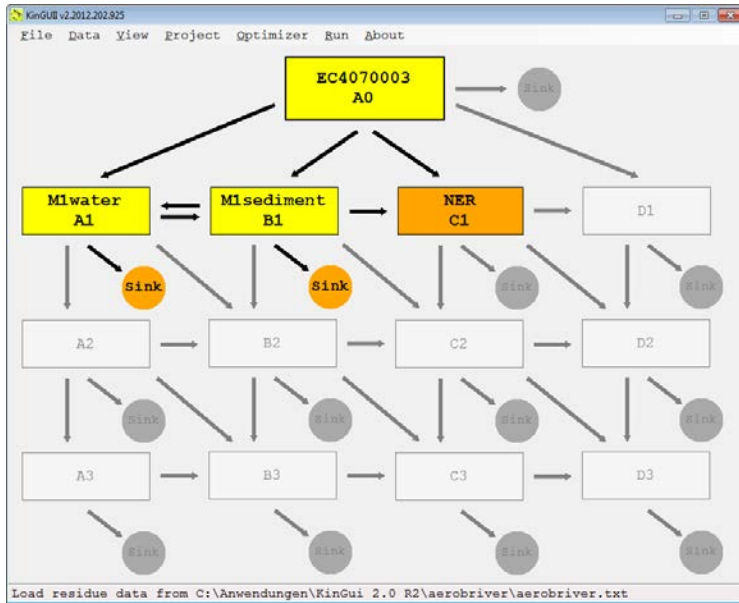 KinGUII v2.2012.202.925
File Data View Project Optimizer Run About
EC4070003
A0
Sink
M1water
A1
M1sediment
B1
NER
C1
D1
Sink
Sink
Sink
Sink
A2
B2
C2
D2
Sink
Sink
Sink
Sink
A3
B3
C3
D3
Sink
Sink
Sink
Sink
Load residue data from C:\Anwendungen\KinGui 2.0 R2\aerobriver\aerobriver.txt